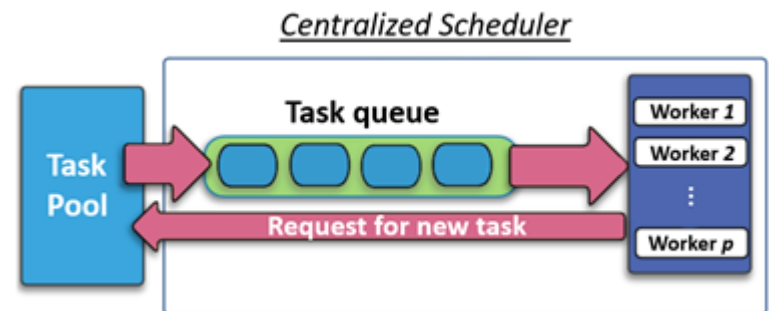 Centralized Scheduler
Task queue
Task
Pool
Worker 1
Worker 2
⋮
Worker p
Request for new task